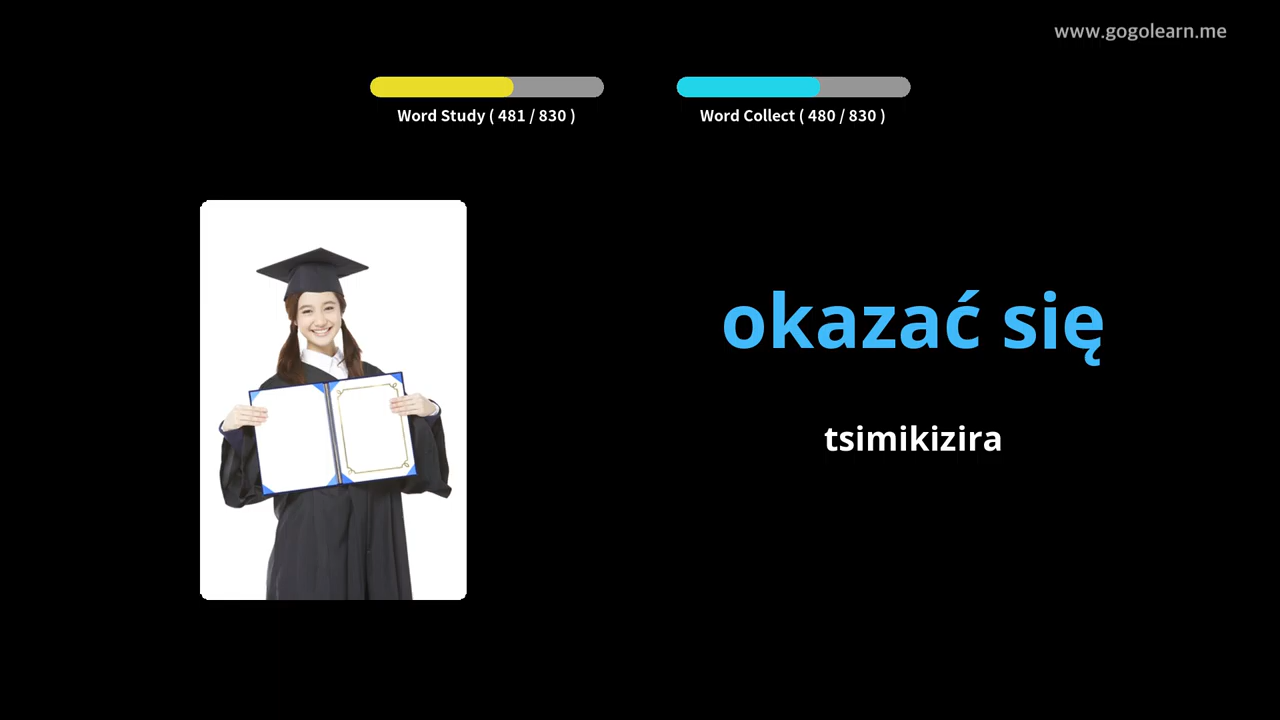 www.gogolearn.me
Word Study ( 481 / 830 )
Word Collect ( 480 / 830 )
okazać się
tsimikizira